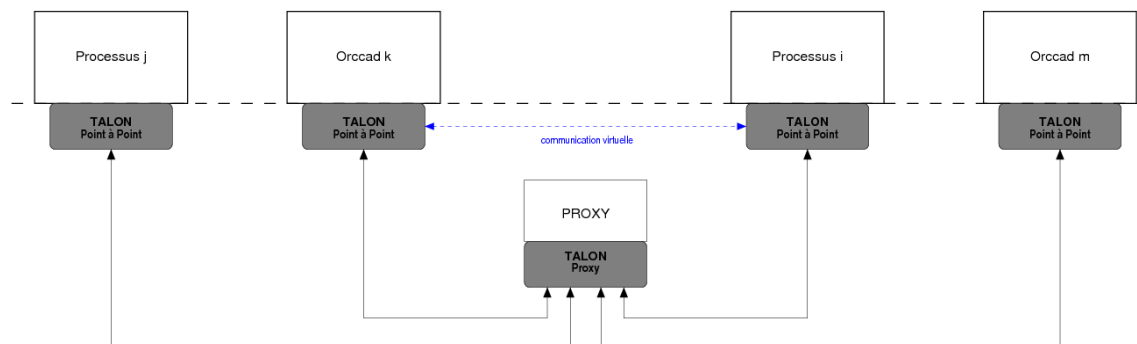 Processus j
Orccad k
Processus i
Orccad m
TALON
Point à Point
TALON
Point à Point
TALON
Point à Point
TALON
Point à Point
communication virtuelle
PROXY
TALON
Proxy